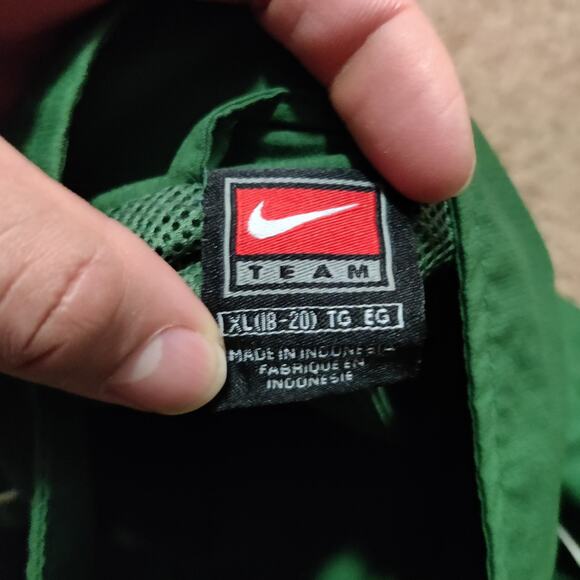 TEAM
XL(18-20) TG EG
MADE IN INDONESIA
FABRIQUE EN
INDONESIE